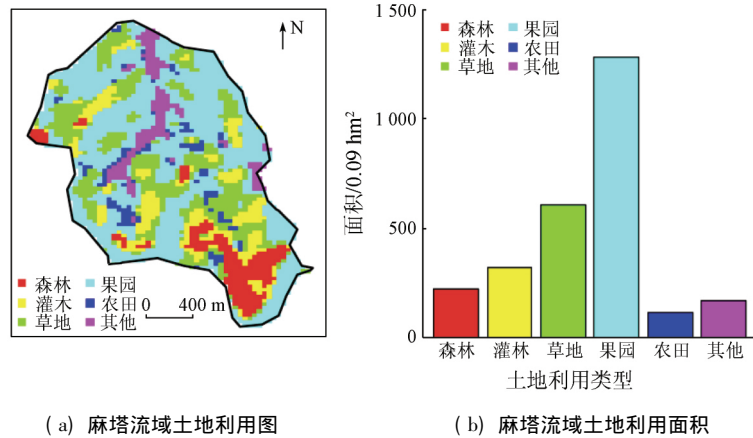 N
森林 果园
灌木 农田
草地 其他
0 400 m
(a) 麻塔流域土地利用图
面积/0.09 hm²
1 500
1 000
500
0
森林 果园
灌木 农田
草地 其他
森林 灌林 草地 果园 农田 其他
土地利用类型
(b) 麻塔流域土地利用面积